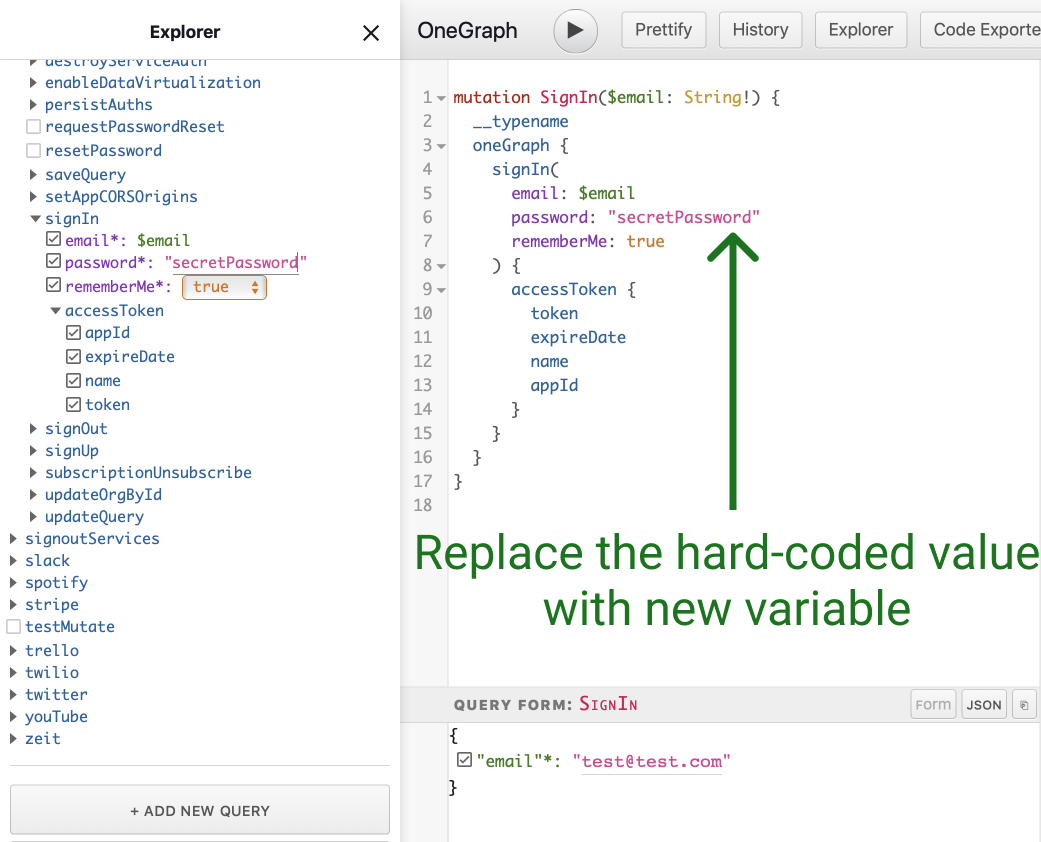 Explorer
destroyServiceAuth
enableDataVirtualization
persistAuths
requestPasswordReset
resetPassword
saveQuery
setAppCORSOrigins
signIn
email*: $email
password*: "secretPassword"
rememberMe*: true
accessToken
appId
expireDate
name
token
signOut
signUp
subscriptionUnsubscribe
updateOrgById
updateQuery
signoutServices
slack
spotify
stripe
testMutate
trello
twilio
twitter
youTube
zeit
+ ADD NEW QUERY
OneGraph
Prettify
History
Explorer
Code Exporte
1 mutation SignIn($email: String!) {
2 __typename
3 oneGraph {
4 signIn(
5 email: $email
6 password: "secretPassword"
7 rememberMe: true
8 ) {
9 accessToken {
10 token
11 expireDate
12 name
13 appId
14 }
15 }
16 }
17 }
18
Replace the hard-coded value
with new variable
QUERY FORM: SignIn
Form
JSON
{
"email"*: "test@test.com"
}